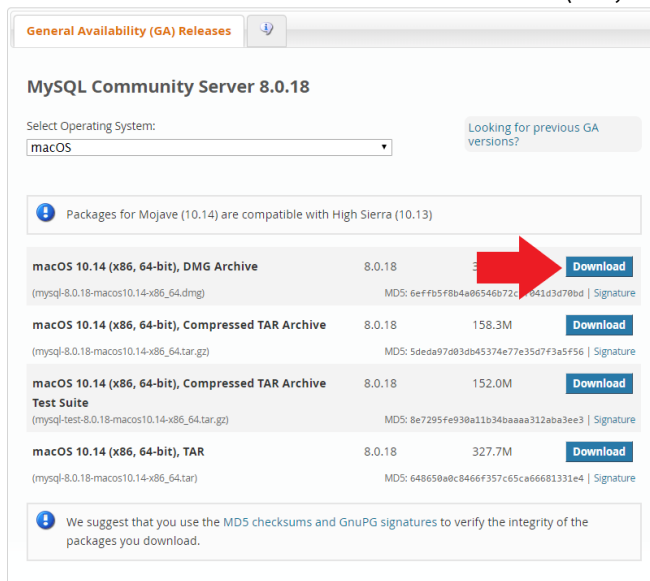 General Availability (GA) Releases
MySQL Community Server 8.0.18
Select Operating System:
Looking for previous GA
versions?
macOS
Packages for Mojave (10.14) are compatible with High Sierra (10.13)
macOS 10.14 (x86, 64-bit), DMG Archive 8.0.18 Download
(mysql-8.0.18-macos10.14-x86_64.dmg) MD5: | Signature
macOS 10.14 (x86, 64-bit), Compressed TAR Archive 8.0.18 158.3M Download
(mysql-8.0.18-macos10.14-x86_64.tar.gz) MD5: 5deda97d03db45374e77e35d7f3a5f56 | Signature
macOS 10.14 (x86, 64-bit), Compressed TAR Archive 8.0.18 152.0M Download
Test Suite
(mysql-test-8.0.18-macos10.14-x86_64.tar.gz) MD5: 8e7295fe930a11b34baaaa312aba3ee3 | Signature
macOS 10.14 (x86, 64-bit), TAR 8.0.18 327.7M Download
(mysql-8.0.18-macos10.14-x86_64.tar) MD5: 648650a0c8466f357c65ca66681331e4 | Signature
We suggest that you use the MD5 checksums and GnuPG signatures to verify the integrity of the
packages you download.